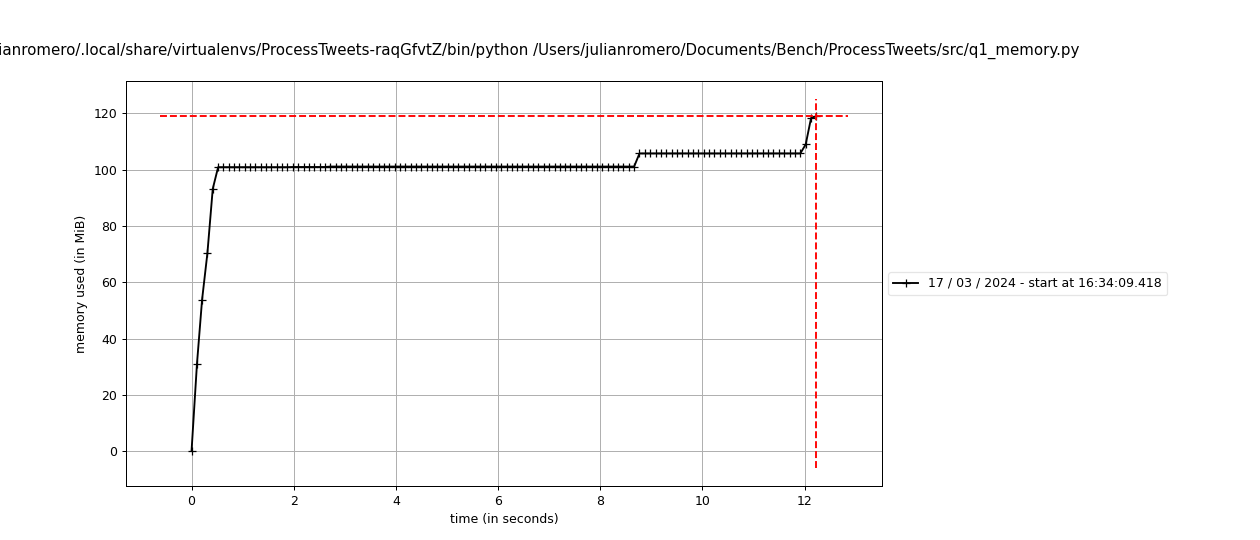 ianromero/.local/share/virtualenvs/ProcessTweets-raqGfvtZ/bin/python /Users/julianromero/Documents/Bench/ProcessTweets/src/q1_memory.py
120
100
80
60
40
20
0
memory used (in MiB)
0 2 4 6 8 10 12
time (in seconds)
17 / 03 / 2024 - start at 16:34:09.418